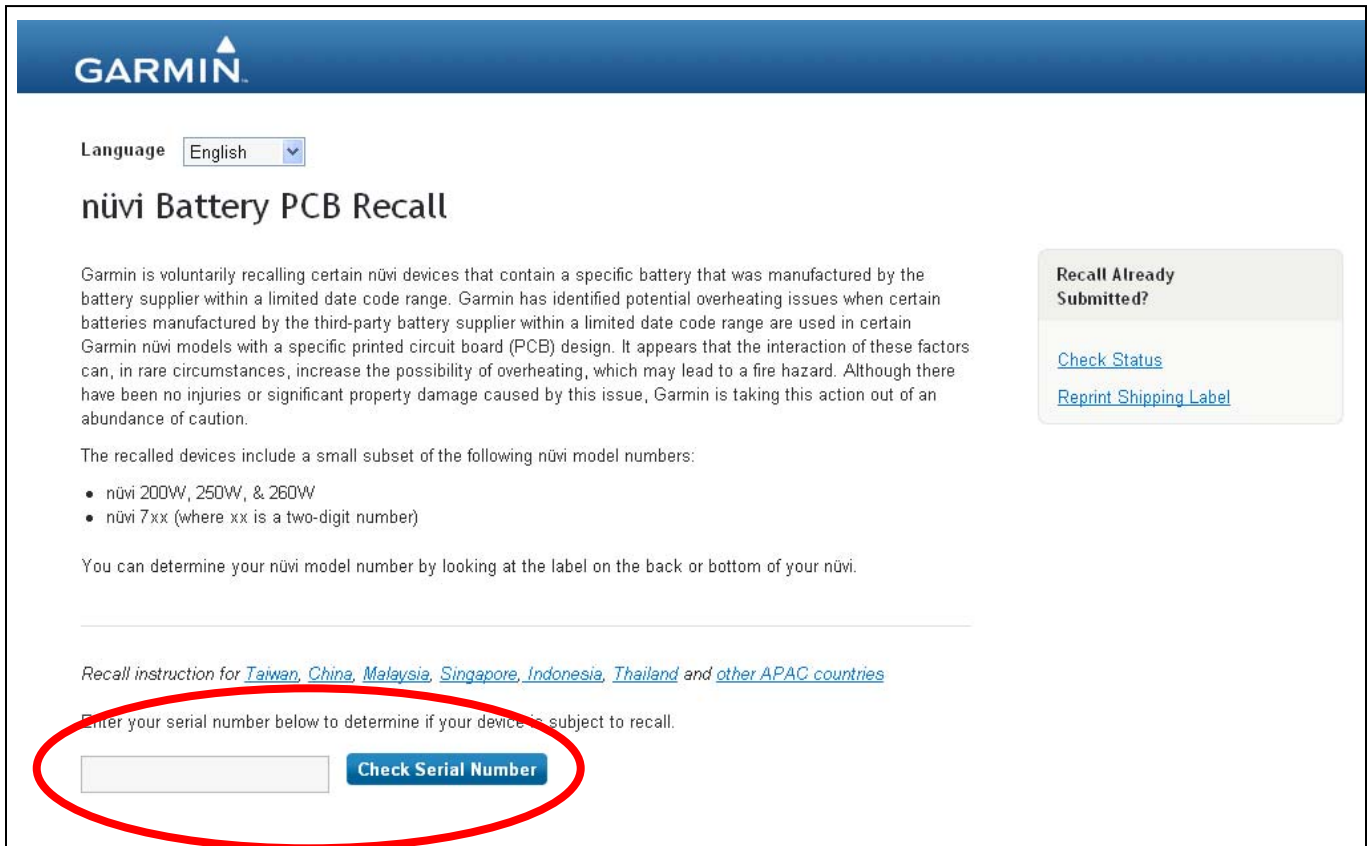 GARMIN
Language English
nüvi Battery PCB Recall
Garmin is voluntarily recalling certain nüvi devices that contain a specific battery that was manufactured by the
battery supplier within a limited date code range. Garmin has identified potential overheating issues when certain
batteries manufactured by the third-party battery supplier within a limited date code range are used in certain
Garmin nüvi models with a specific printed circuit board (PCB) design. It appears that the interaction of these factors
can, in rare circumstances, increase the possibility of overheating, which may lead to a fire hazard. Although there
have been no injuries or significant property damage caused by this issue, Garmin is taking this action out of an
abundance of caution.
The recalled devices include a small subset of the following nüvi model numbers:
• nüvi 200W, 250W, & 260W
• nüvi 7xx (where xx is a two-digit number)
You can determine your nüvi model number by looking at the label on the back or bottom of your nüvi.
Recall Already
Submitted?
Check Status
Reprint Shipping Label
Recall instruction for Taiwan, China, Malaysia, Singapore, Indonesia, Thailand and other APAC countries
Enter your serial number below to determine if your device is subject to recall.
Check Serial Number